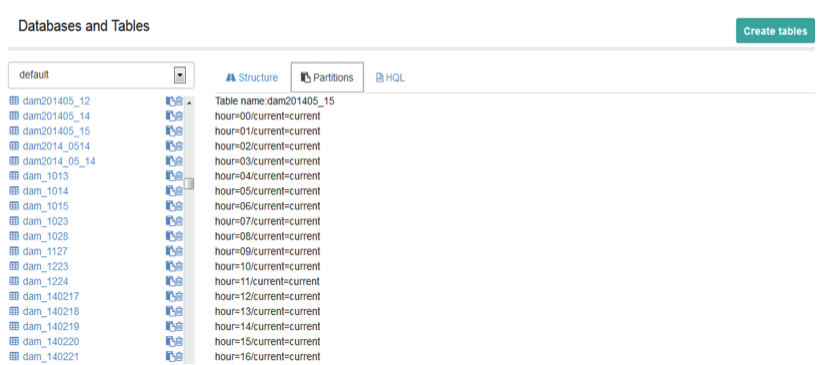 Databases and Tables
Create tables
default
dam201405_12
dam201405_14
dam201405_15
dam2014_0514
dam2014_05_14
dam_1013
dam_1014
dam_1015
dam_1023
dam_1028
dam_1127
dam_1223
dam_1224
dam_140217
dam_140218
dam_140219
dam_140220
dam_140221
Structure
Partitions
HQL
Table name:dam201405_15
hour=00/current=current
hour=01/current=current
hour=02/current=current
hour=03/current=current
hour=04/current=current
hour=05/current=current
hour=06/current=current
hour=07/current=current
hour=08/current=current
hour=09/current=current
hour=10/current=current
hour=11/current=current
hour=12/current=current
hour=13/current=current
hour=14/current=current
hour=15/current=current
hour=16/current=current